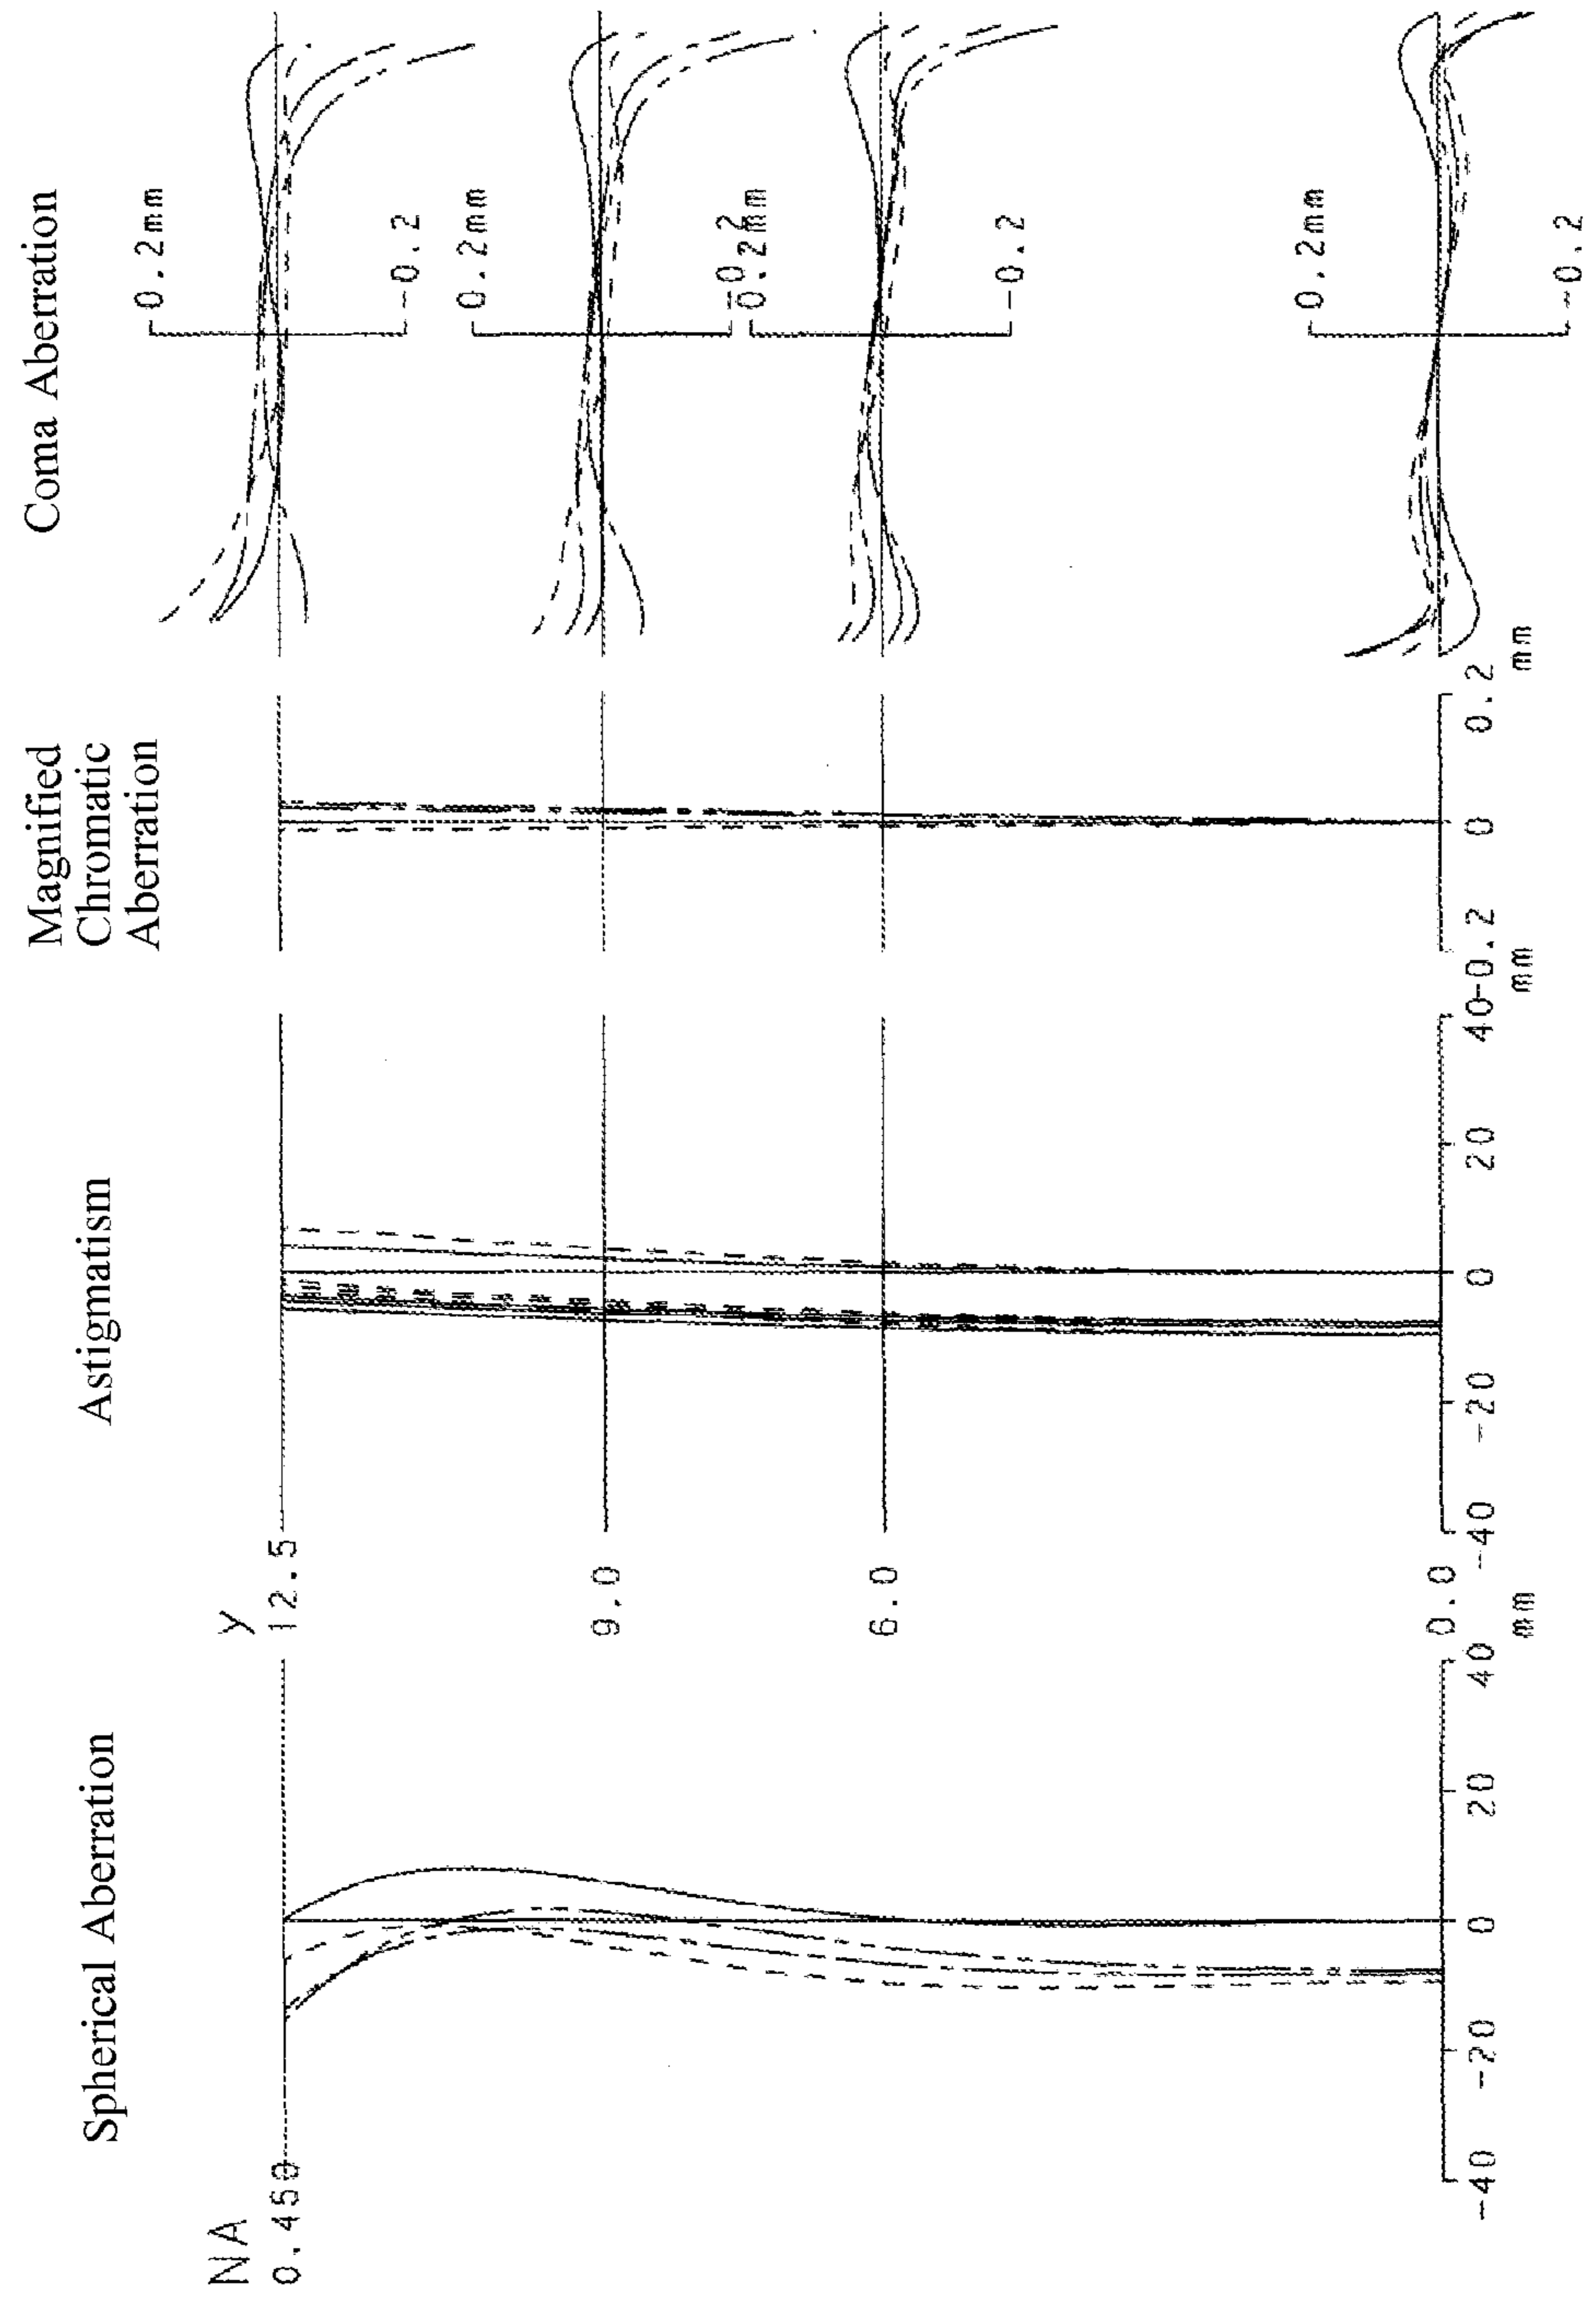 Spherical Aberration
NA
0.450
-40
-20
0
20
40
mm
Astigmatism
y
12.5
9.0
6.0
0.0
-40
-20
0
20
40
Magnified
Chromatic
Aberration
-0.2
mm
0
0.2
mm
Coma Aberration
0.2mm
-0.2
0.2mm
-0.2
0.2mm
-0.2
0.2mm
-0.2